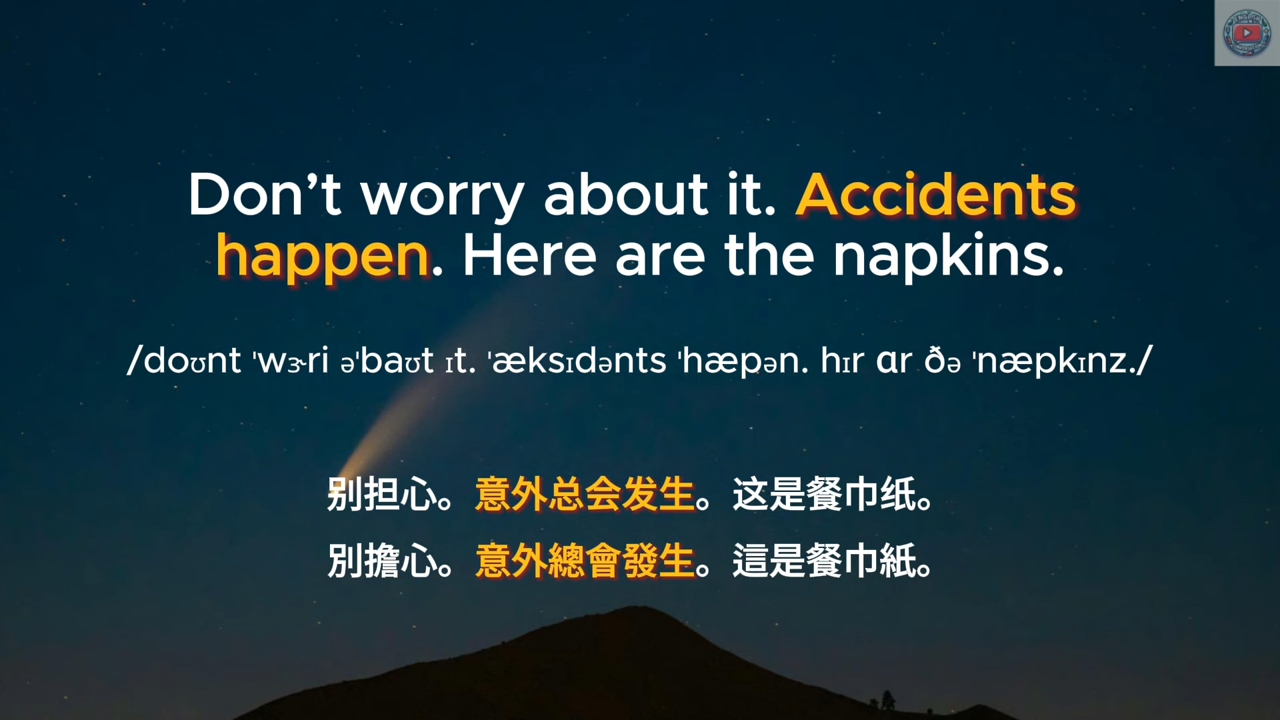 Don’t worry about it. Accidents
happen. Here are the napkins.
/doʊnt ˈwɝri əˈbaʊt ɪt. ˈæksɪdənts ˈhæpən. hɪr ɑr ðə ˈnæpkɪnz./
别担心。意外总会发生。这是餐巾纸。
別擔心。意外總會發生。這是餐巾紙。